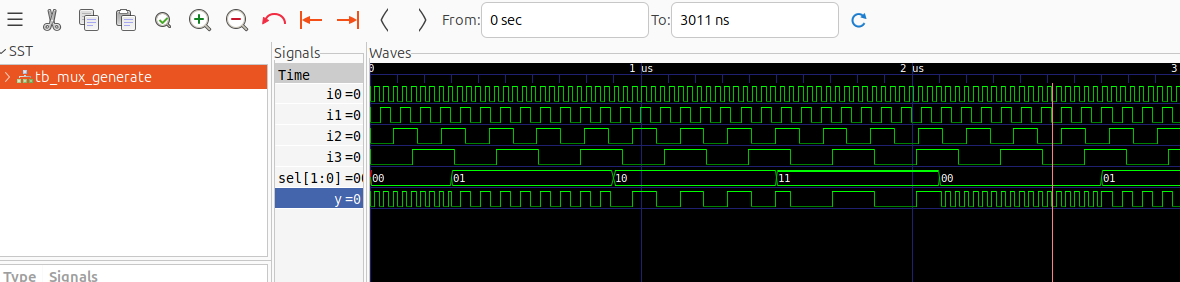 From: 0 sec To: 3011 ns
SST
tb_mux_generate
Type Signals
Signals
Time
i0 =0
i1 =0
i2 =0
i3 =0
sel[1:0] =00
y =0
Waves
0 1 us 2 us 3
00 01 10 11 00 01